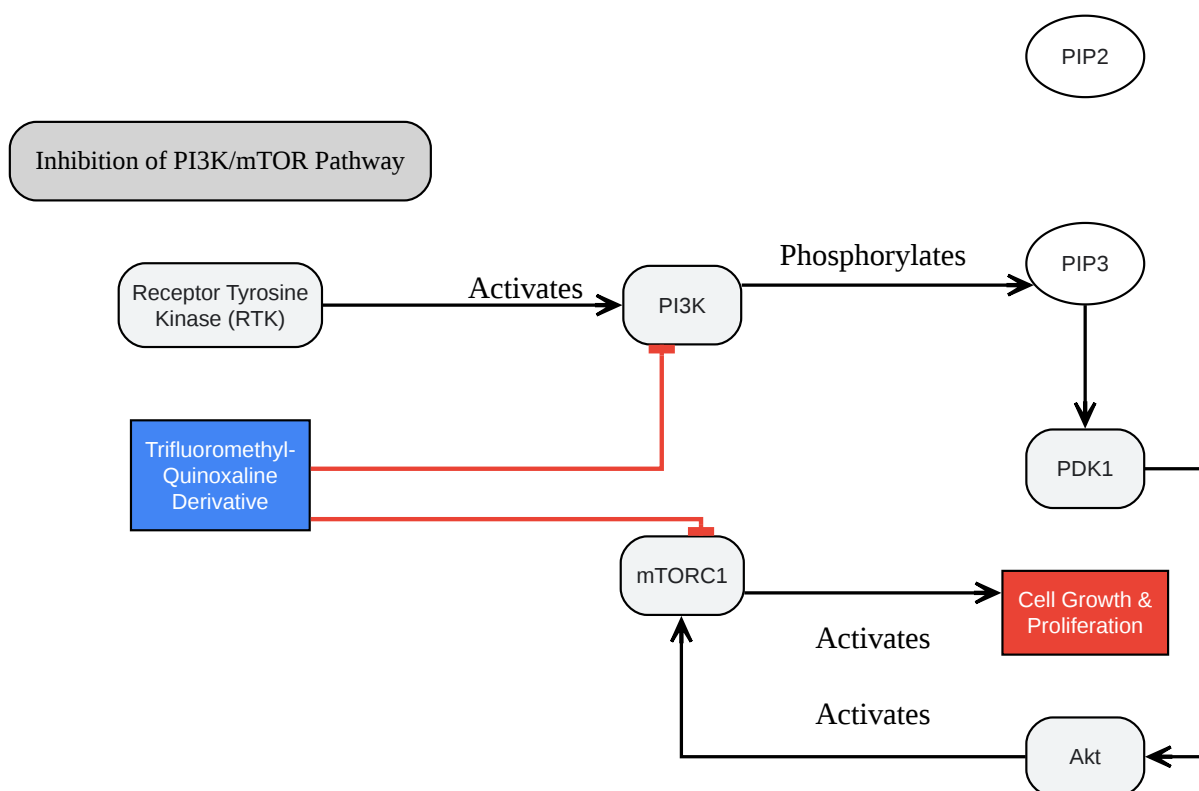 PIP2
Inhibition of PI3K/mTOR Pathway
Phosphorylates
PIP3
Receptor Tyrosine
Kinase (RTK)
Activates
PI3K
Trifluoromethyl-
Quinoxaline
Derivative
PDK1
mTORC1
Cell Growth &
Proliferation
Activates
Activates
Akt